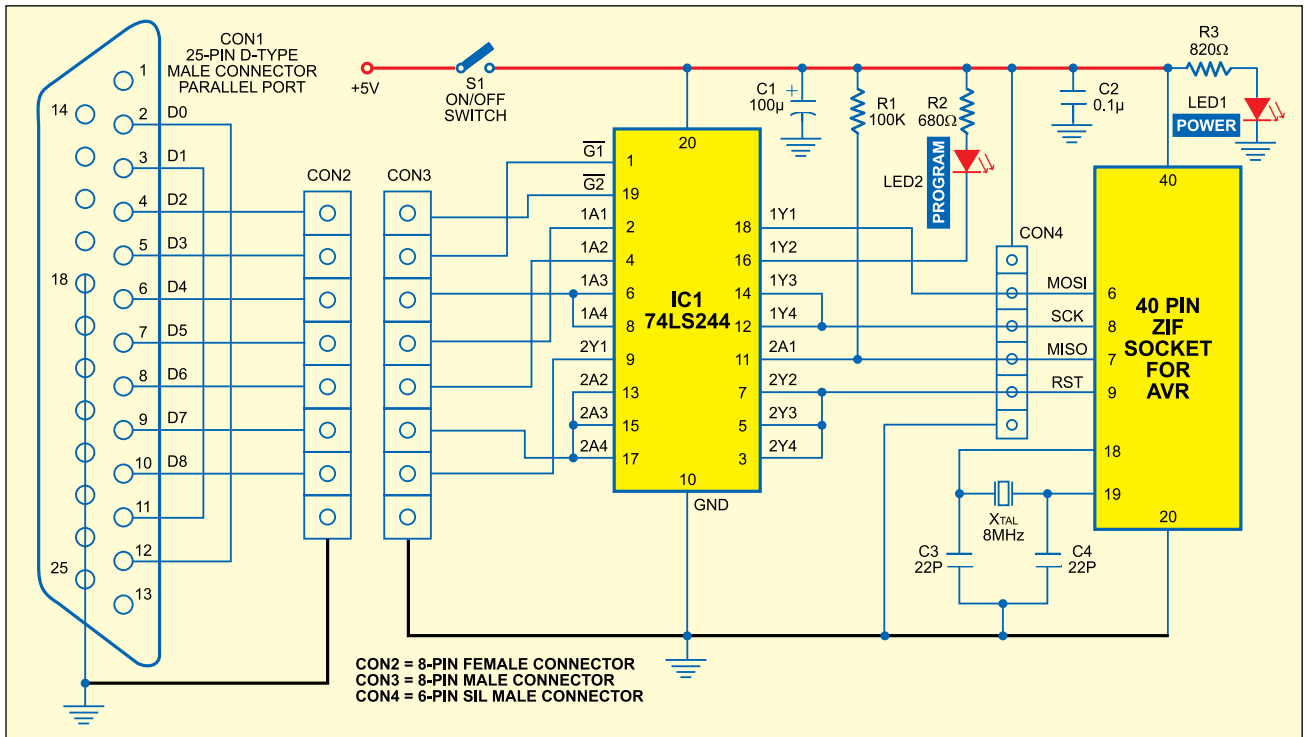 CON1
25-PIN D-TYPE
MALE CONNECTOR
PARALLEL PORT
1
14
2 D0
3 D1
4 D2
5 D3
18
6 D4
7 D5
8 D6
9 D7
10 D8
11
12
25
13
CON2
CON3
+5V
S1
ON/OFF
SWITCH
C1
100µ
+
R1
100K
R2
680Ω
C2
0.1µ
R3
820Ω
LED1
POWER
LED2
PROGRAM
20
G1 1
G2 19
1A1 2
1A2 4
1A3 6
1A4 8
2Y1 9
2A2 13
2A3 15
2A4 17
IC1
74LS244
18 1Y1
16 1Y2
14 1Y3
12 1Y4
11 2A1
7 2Y2
5 2Y3
3 2Y4
10
GND
CON4
MOSI
SCK
MISO
RST
40
6
8
7
9
18
19
20
40 PIN
ZIF
SOCKET
FOR
AVR
XTAL
8MHz
C3
22P
C4
22P
CON2 = 8-PIN FEMALE CONNECTOR
CON3 = 8-PIN MALE CONNECTOR
CON4 = 6-PIN SIL MALE CONNECTOR